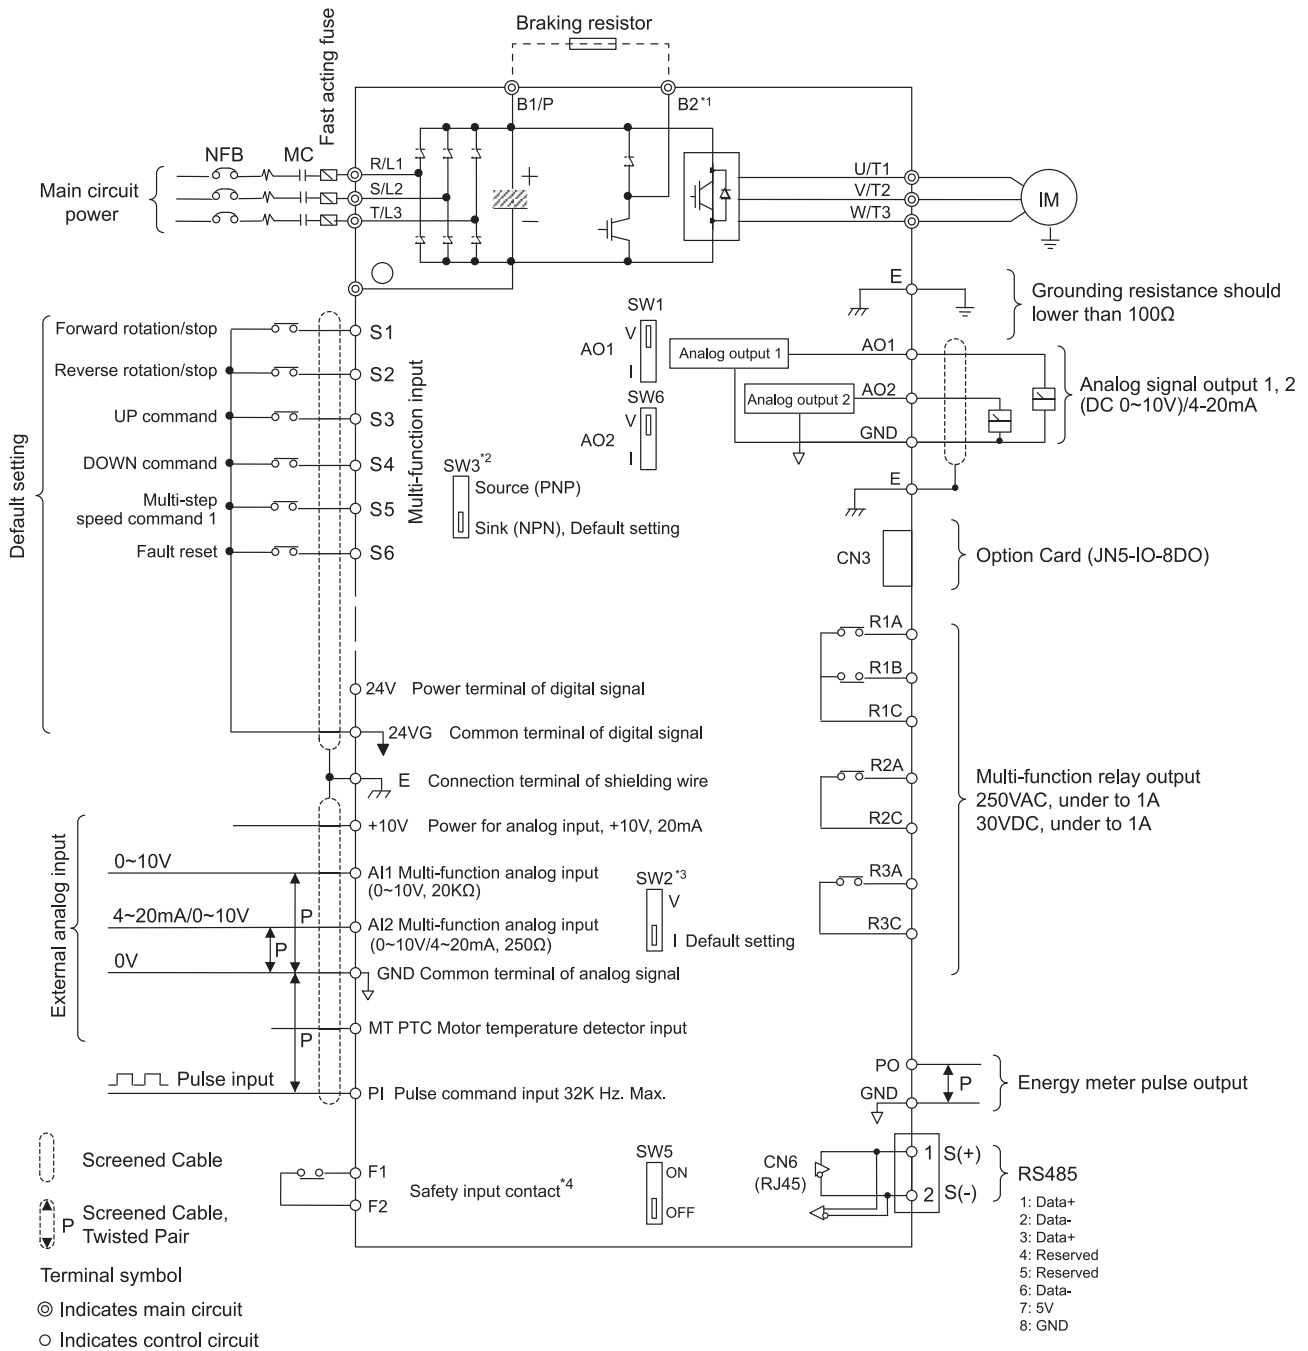 Braking resistor
Fast acting fuse
B1/P
B2*1
NFB
MC
R/L1
S/L2
T/L3
Main circuit
power
+
−
U/T1
V/T2
W/T3
IM
E
Grounding resistance should
lower than 100Ω
Default setting
Forward rotation/stop
S1
Reverse rotation/stop
S2
UP command
S3
DOWN command
S4
Multi-step
speed command 1
S5
Fault reset
S6
Multi-function input
SW1
V
AO1
I
SW6
V
AO2
I
SW3*2
Source (PNP)
Sink (NPN), Default setting
Analog output 1
AO1
Analog output 2
AO2
GND
E
Analog signal output 1, 2
(DC 0~10V)/4-20mA
CN3
Option Card (JN5-IO-8DO)
R1A
R1B
R1C
R2A
R2C
R3A
R3C
Multi-function relay output
250VAC, under to 1A
30VDC, under to 1A
24V Power terminal of digital signal
24VG Common terminal of digital signal
E Connection terminal of shielding wire
External analog input
+10V Power for analog input, +10V, 20mA
0~10V
AI1 Multi-function analog input
(0~10V, 20KΩ)
4~20mA/0~10V
P
AI2 Multi-function analog input
(0~10V/4~20mA, 250Ω)
P
0V
GND Common terminal of analog signal
SW2*3
V
I Default setting
MT PTC Motor temperature detector input
P
Pulse input
PI Pulse command input 32K Hz. Max.
PO
P
GND
Energy meter pulse output
Screened Cable
P
Screened Cable,
Twisted Pair
F1
F2
Safety input contact*4
SW5
ON
OFF
CN6
(RJ45)
1 S(+)
2 S(-)
RS485
1: Data+
2: Data-
3: Data+
4: Reserved
5: Reserved
6: Data-
7: 5V
8: GND
Terminal symbol
Indicates main circuit
Indicates control circuit